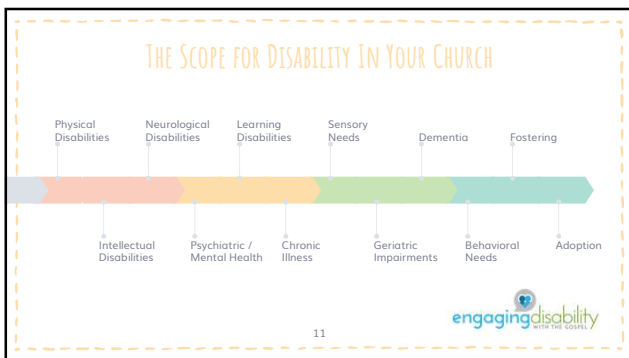 The Scope for Disability In Your Church
Physical
Disabilities
Neurological
Disabilities
Learning
Disabilities
Sensory
Needs
Dementia
Fostering
Intellectual
Disabilities
Psychiatric /
Mental Health
Chronic
Illness
Geriatric
Impairments
Behavioral
Needs
Adoption
engagingdisability
WITH THE GOSPEL
11